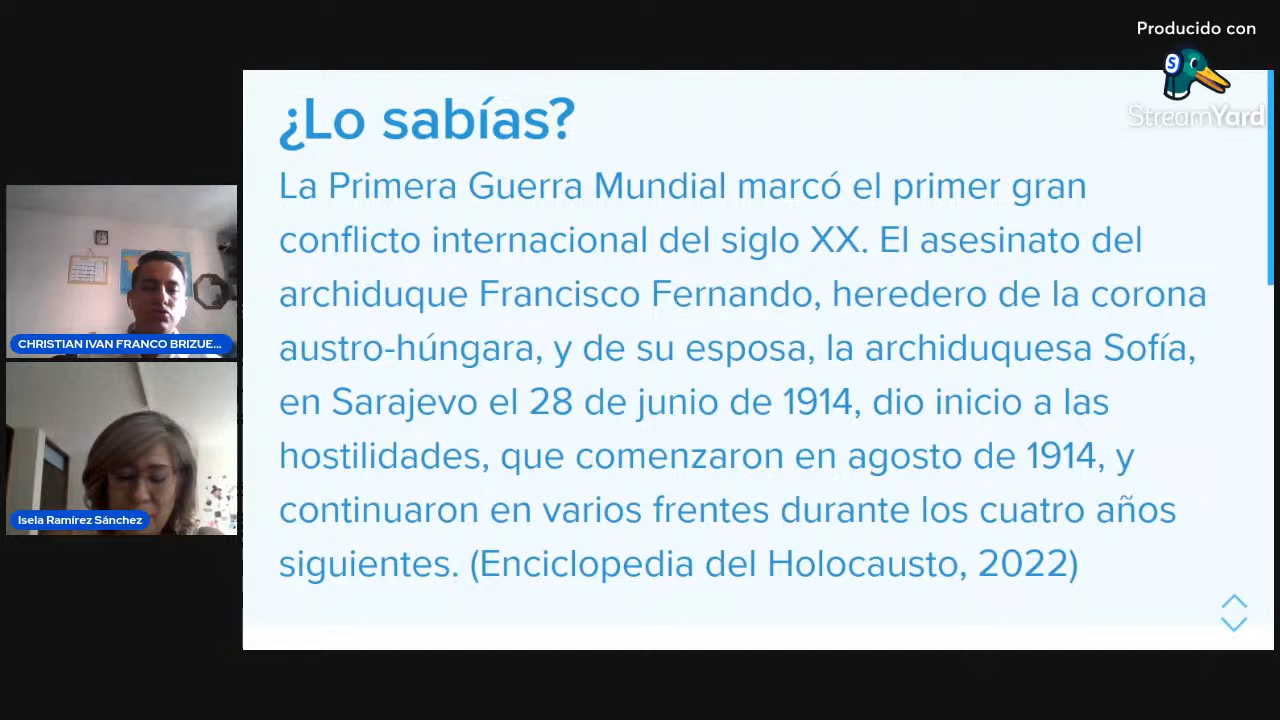 Producido con
StreamYard
¿Lo sabías?
La Primera Guerra Mundial marcó el primer gran
conflicto internacional del siglo XX. El asesinato del
archiduque Francisco Fernando, heredero de la corona
austro-húngara, y de su esposa, la archiduquesa Sofía,
en Sarajevo el 28 de junio de 1914, dio inicio a las
hostilidades, que comenzaron en agosto de 1914, y
continuaron en varios frentes durante los cuatro años
siguientes. (Enciclopedia del Holocausto, 2022)
CHRISTIAN IVAN FRANCO BRIZUE...
Isela Ramírez Sánchez